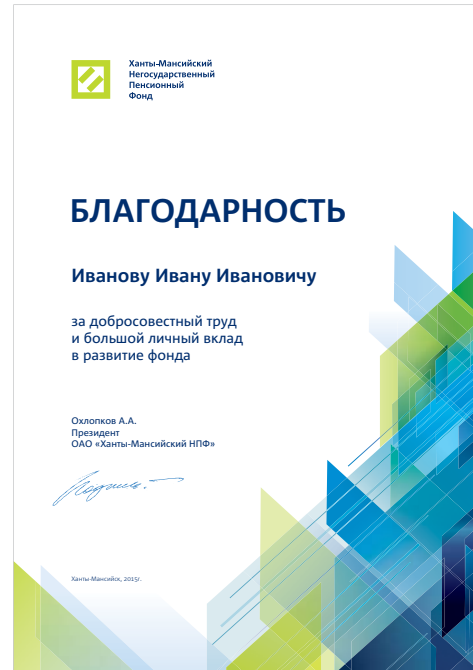 Ханты-Мансийский
Негосударственный
Пенсионный
Фонд
БЛАГОДАРНОСТЬ
Иванову Ивану Ивановичу
за добросовестный труд
и большой личный вклад
в развитие фонда
Охлопков А.А.
Президент
ОАО «Ханты-Мансийский НПФ»
Подпись
Ханты-Мансийск, 2015г.